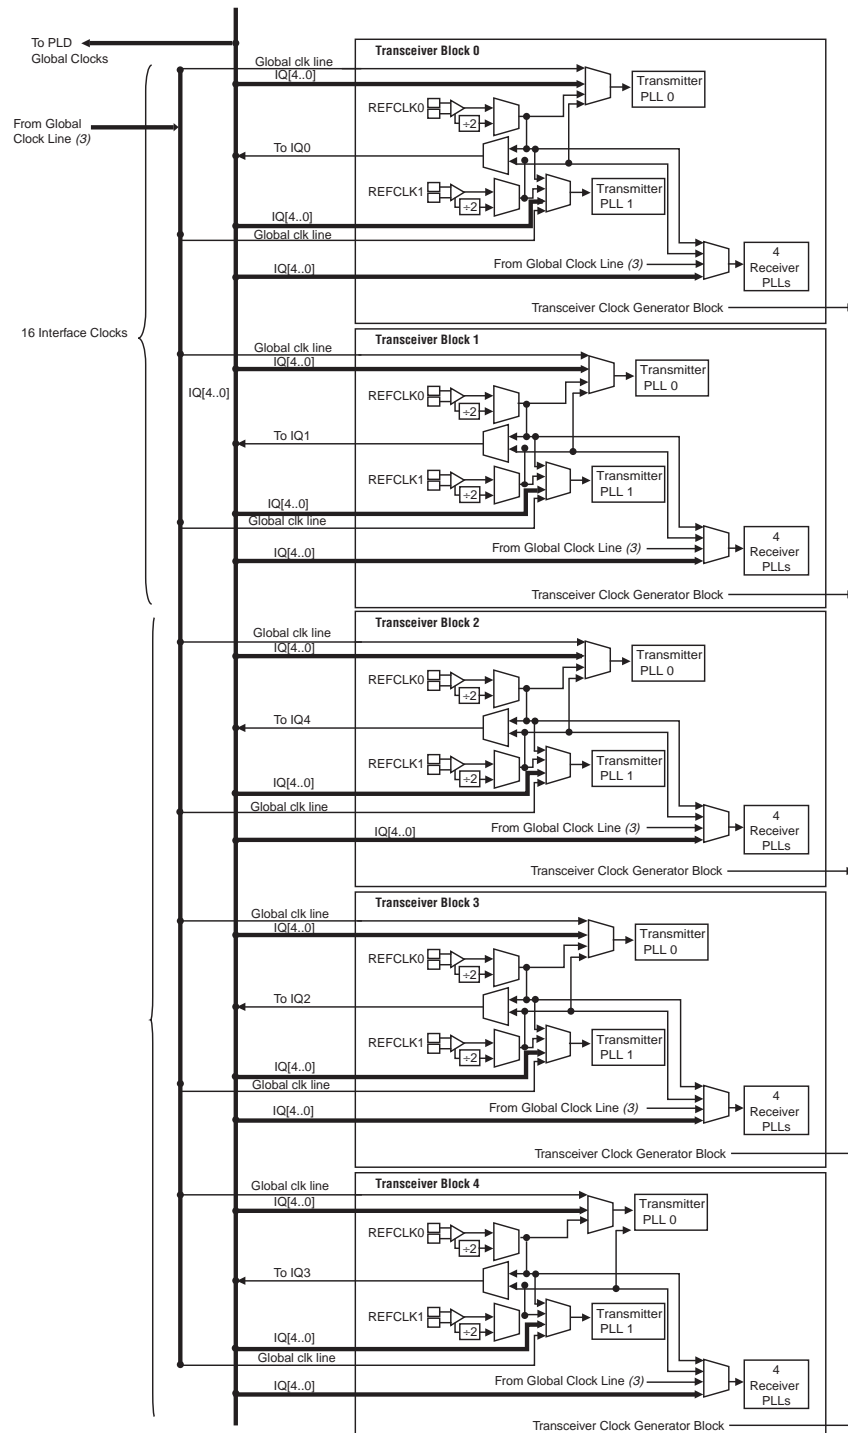 To PLD
Global Clocks
From Global
Clock Line (3)
16 Interface Clocks
IQ[4..0]
Transceiver Block 0
Global clk line
IQ[4..0]
Transmitter
PLL 0
REFCLK0
÷2
To IQ0
REFCLK1
÷2
Transmitter
PLL 1
IQ[4..0]
Global clk line
From Global Clock Line (3)
IQ[4..0]
4
Receiver
PLLs
Transceiver Clock Generator Block
Transceiver Block 1
Global clk line
IQ[4..0]
Transmitter
PLL 0
REFCLK0
÷2
To IQ1
REFCLK1
÷2
Transmitter
PLL 1
IQ[4..0]
Global clk line
From Global Clock Line (3)
IQ[4..0]
4
Receiver
PLLs
Transceiver Clock Generator Block
Transceiver Block 2
Global clk line
IQ[4..0]
Transmitter
PLL 0
REFCLK0
÷2
To IQ4
REFCLK1
÷2
Transmitter
PLL 1
IQ[4..0]
Global clk line
From Global Clock Line (3)
IQ[4..0]
4
Receiver
PLLs
Transceiver Clock Generator Block
Transceiver Block 3
Global clk line
IQ[4..0]
Transmitter
PLL 0
REFCLK0
÷2
To IQ2
REFCLK1
÷2
Transmitter
PLL 1
IQ[4..0]
Global clk line
From Global Clock Line (3)
IQ[4..0]
4
Receiver
PLLs
Transceiver Clock Generator Block
Transceiver Block 4
Global clk line
IQ[4..0]
Transmitter
PLL 0
REFCLK0
÷2
To IQ3
REFCLK1
÷2
Transmitter
PLL 1
IQ[4..0]
Global clk line
From Global Clock Line (3)
IQ[4..0]
4
Receiver
PLLs
Transceiver Clock Generator Block